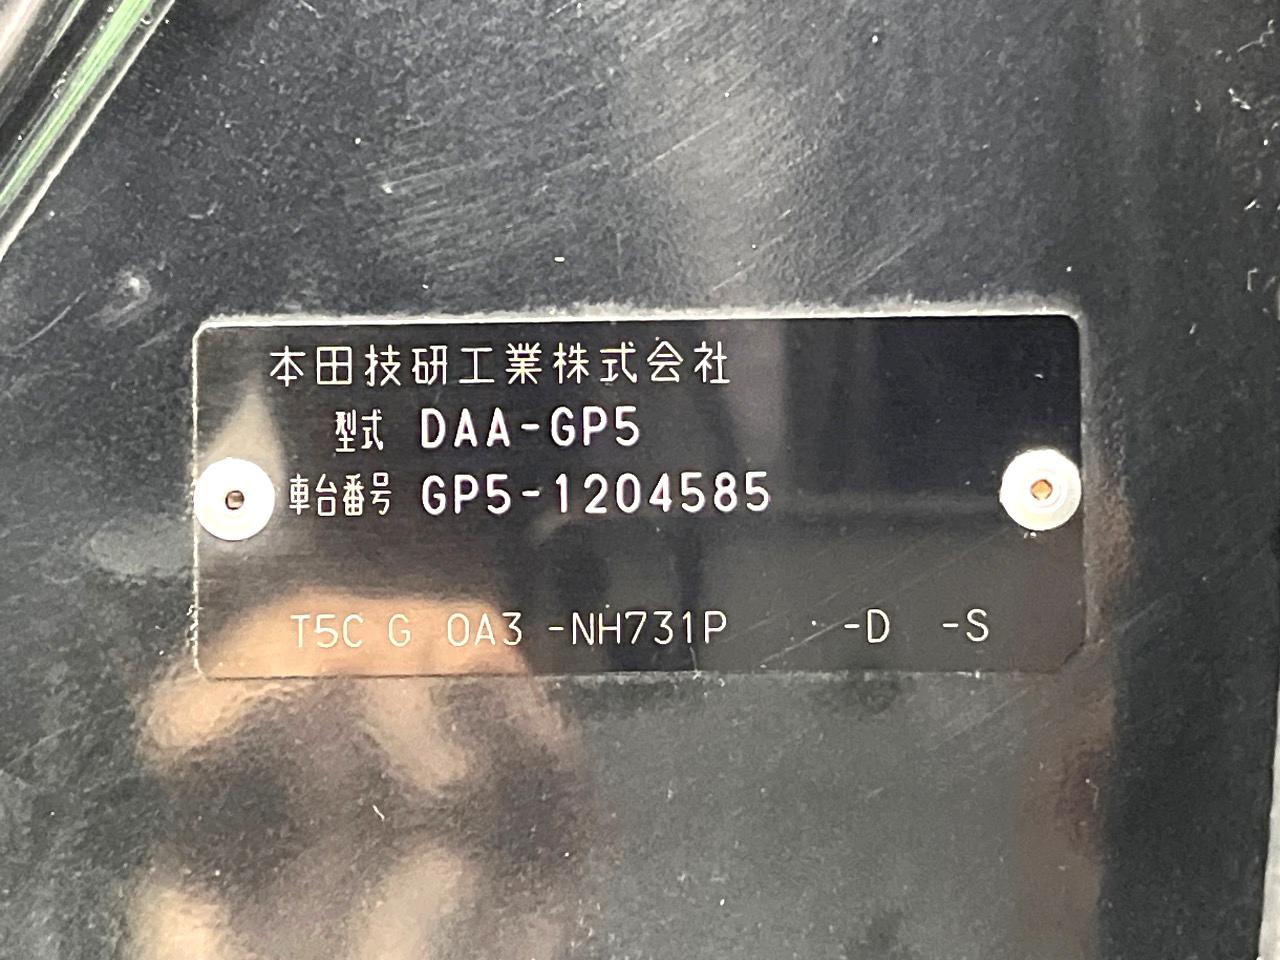 本田技研工業株式会社
型式 DAA-GP5
車台番号 GP5-1204585
T5C G 0A3 -NH731P -D -S